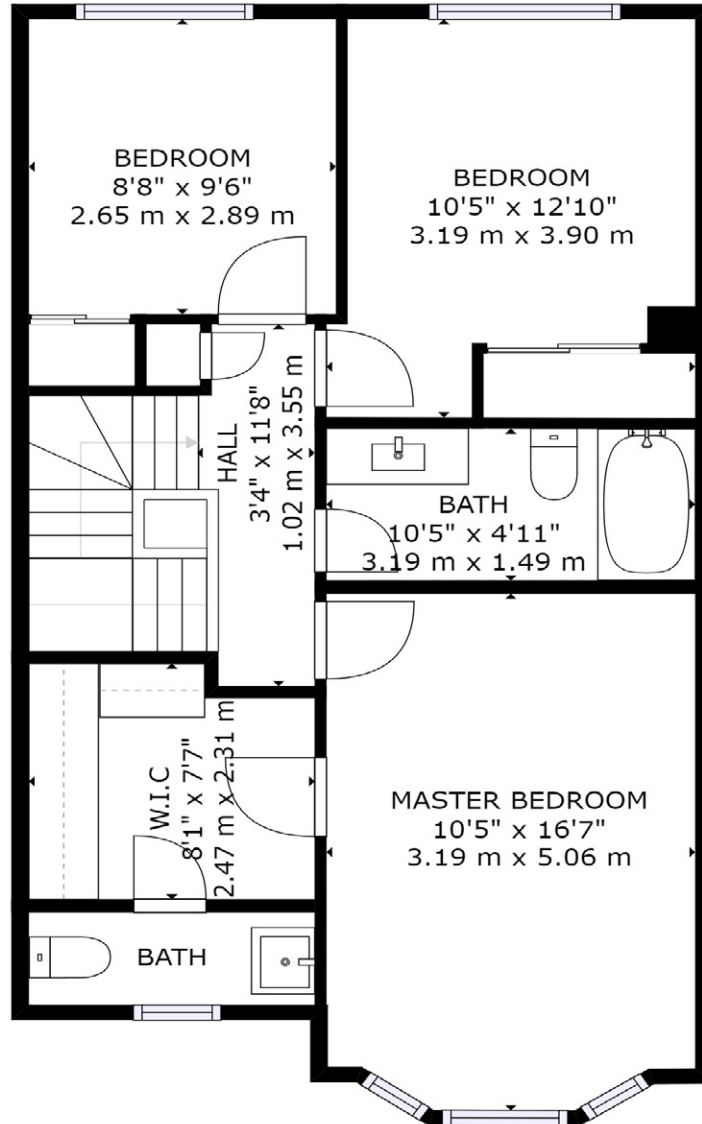 BEDROOM
8'8" x 9'6"
2.65 m x 2.89 m
BEDROOM
10'5" x 12'10"
3.19 m x 3.90 m
HALL
3'4" x 11'8"
1.02 m x 3.55 m
BATH
10'5" x 4'11"
3.19 m x 1.49 m
W.I.C
8'1" x 7'7"
2.47 m x 2.31 m
MASTER BEDROOM
10'5" x 16'7"
3.19 m x 5.06 m
BATH